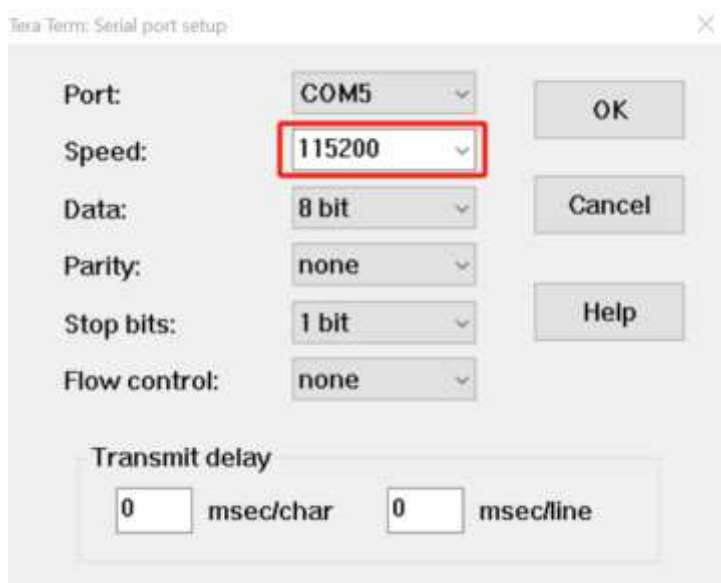 Tera Term: Serial port setup
Port: COM5 OK
Speed: 115200
Data: 8 bit Cancel
Parity: none
Stop bits: 1 bit Help
Flow control: none
Transmit delay
0 msec/char 0 msec/line